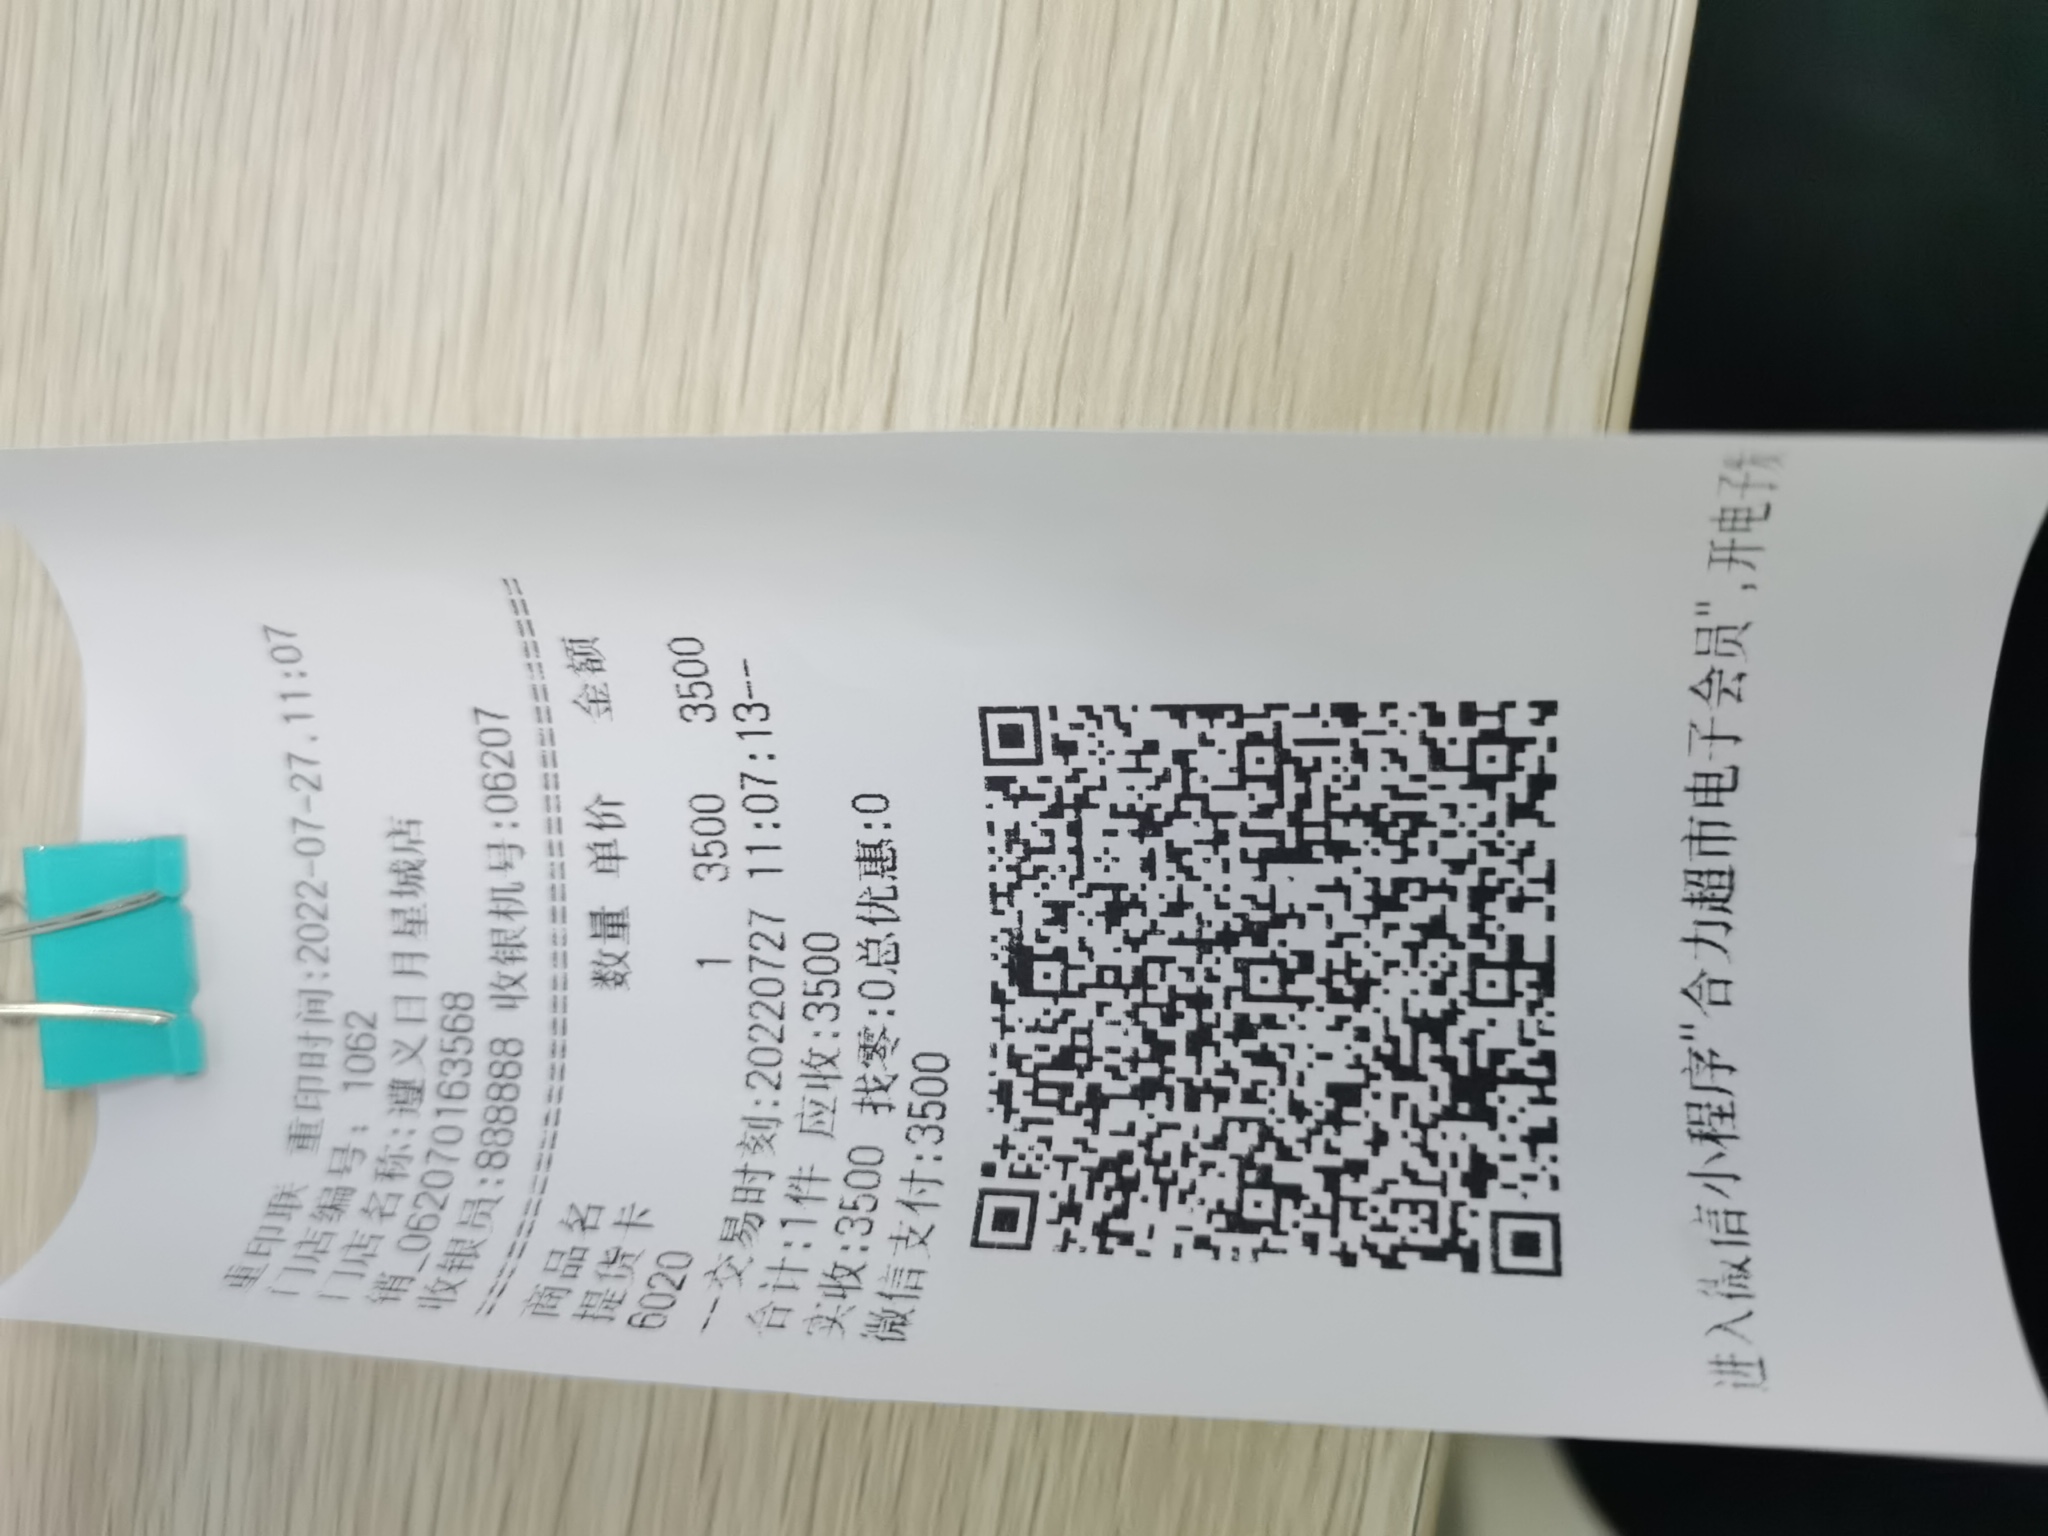 重印联 重印时间:2022-07-27.11:07
门店编号: 1062
门店名称:遵义日月星城店
销_062070163568
收银员:888888 收银机号:06207
================================
商品名 数量 单价 金额
提货卡
6020 1 3500 3500
--交易时刻:20220727 11:07:13--
合计:1件 应收:3500
实收:3500 找零:0总优惠:0
微信支付:3500
进入微信小程序"合力超市电子会员",开电子发